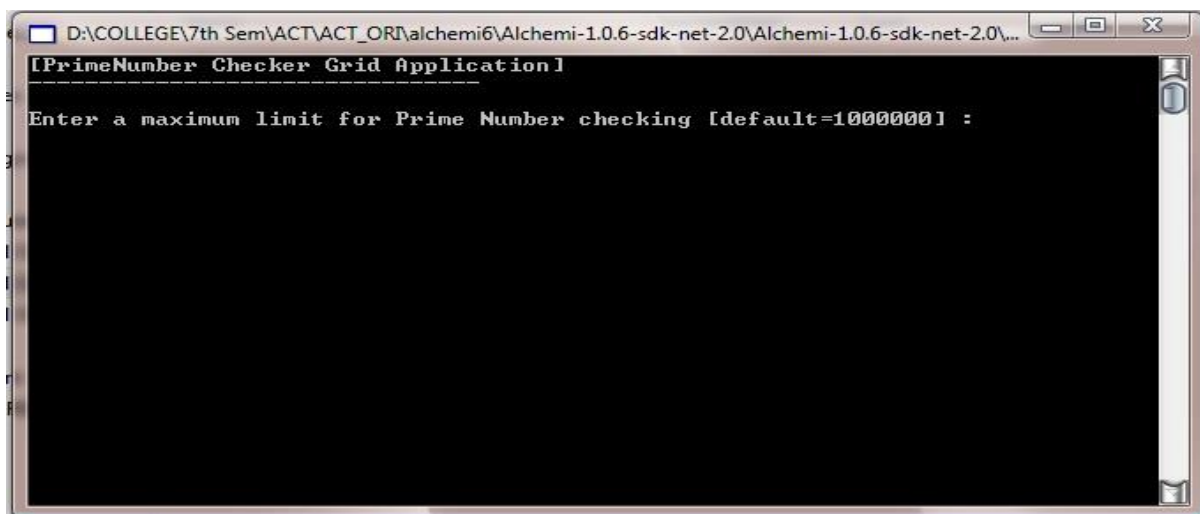 D:\COLLEGE\7th Sem\ACT\ACT_ORI\alchemi6\Alchemi-1.0.6-sdk-net-2.0\Alchemi-1.0.6-sdk-net-2.0\...
[PrimeNumber Checker Grid Application]
--------------------------------
Enter a maximum limit for Prime Number checking [default=1000000] :